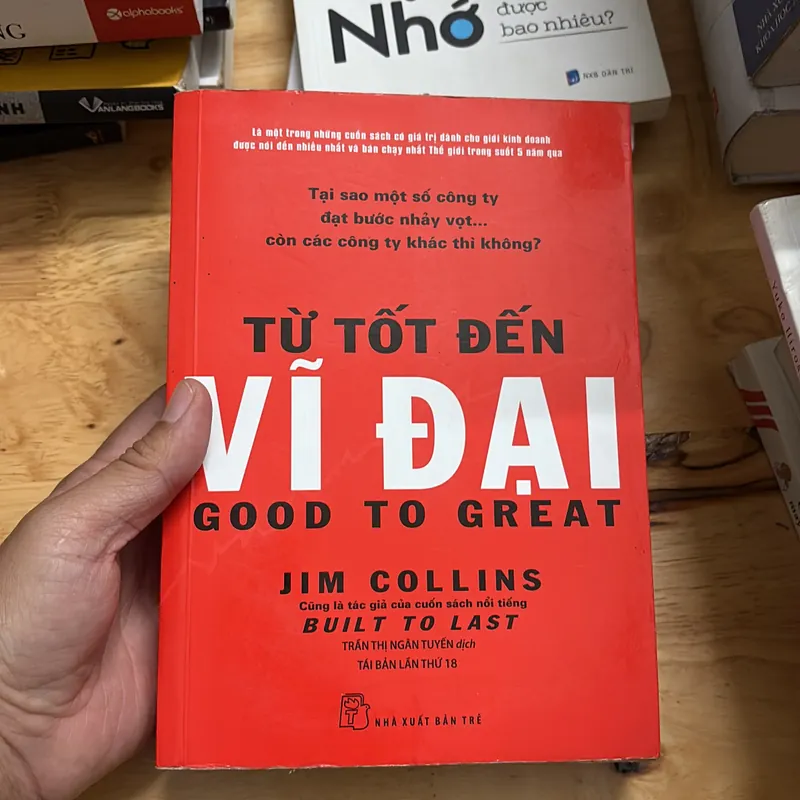 alphabooks
NG
NH
VANLANGBOOKS
Nhớ
được
bao nhiêu?
NXB DÂN TRÍ
Là một trong những cuốn sách có giá trị dành cho giới kinh doanh
được nói đến nhiều nhất và bán chạy nhất Thế giới trong suốt 5 năm qua
Tại sao một số công ty
đạt bước nhảy vọt...
còn các công ty khác thì không?
TỪ TỐT ĐẾN
VĨ ĐẠI
GOOD TO GREAT
JIM COLLINS
Cũng là tác giả của cuốn sách nổi tiếng
BUILT TO LAST
TRẦN THỊ NGÂN TUYẾN dịch
TÁI BẢN LẦN THỨ 18
NHÀ XUẤT BẢN TRẺ